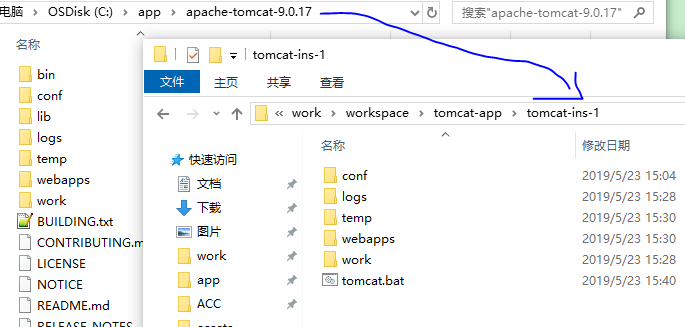 电脑 OSDisk (C:) app apache-tomcat-9.0.17 搜索"apache-tomcat-9.0.17"
名称
bin
conf
lib
logs
temp
webapps
work
BUILDING.txt
CONTRIBUTING.m
LICENSE
NOTICE
README.md
RELEASE-NOTES
tomcat-ins-1
文件 主页 共享 查看
« work workspace tomcat-app tomcat-ins-1
快速访问
文档
下载
图片
work
app
ACC
assets
名称 修改日期
conf 2019/5/23 15:04
logs 2019/5/23 15:28
temp 2019/5/23 15:30
webapps 2019/5/23 15:30
work 2019/5/23 15:28
tomcat.bat 2019/5/23 15:40